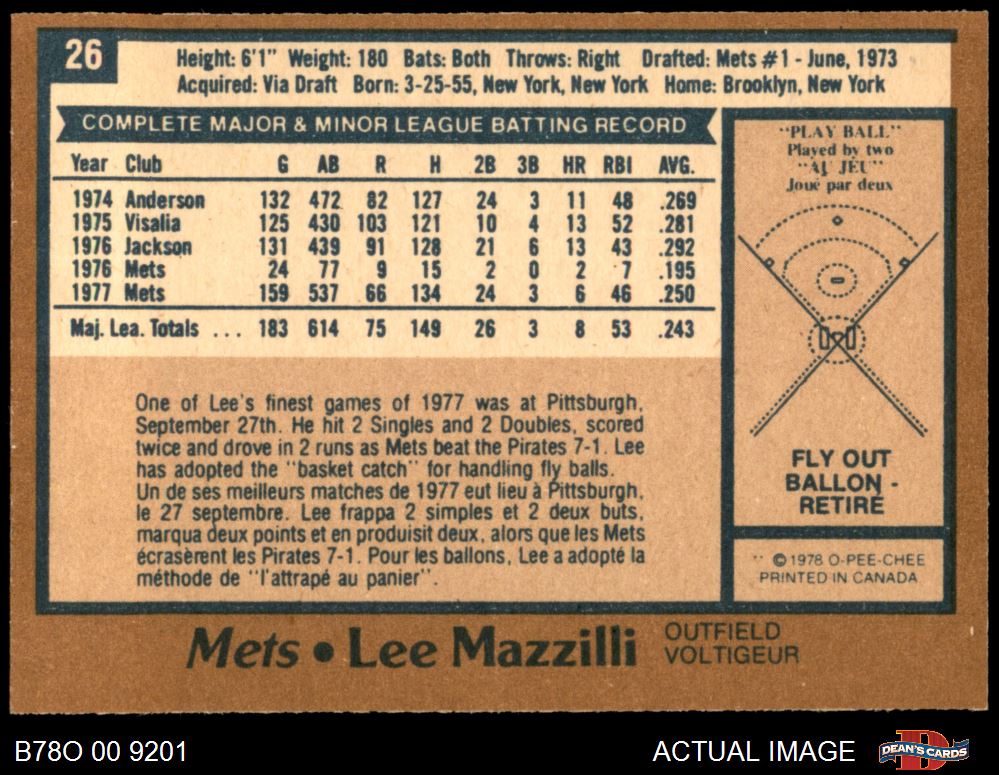 26
Height: 6'1" Weight: 180 Bats: Both Throws: Right Drafted: Mets #1 - June, 1973
Acquired: Via Draft Born: 3-25-55, New York, New York Home: Brooklyn, New York
COMPLETE MAJOR & MINOR LEAGUE BATTING RECORD
Year Club G AB R H 2B 3B HR RBI AVG.
1974 Anderson 132 472 82 127 24 3 11 48 .269
1975 Visalia 125 430 103 121 10 4 13 52 .281
1976 Jackson 131 439 91 128 21 6 13 43 .292
1976 Mets 24 77 9 15 2 0 2 7 .195
1977 Mets 159 537 66 134 24 3 6 46 .250
Maj. Lea. Totals ... 183 614 75 149 26 3 8 53 .243
One of Lee's finest games of 1977 was at Pittsburgh,
September 27th. He hit 2 Singles and 2 Doubles, scored
twice and drove in 2 runs as Mets beat the Pirates 7-1. Lee
has adopted the "basket catch" for handling fly balls.
Un de ses meilleurs matches de 1977 eut lieu à Pittsburgh,
le 27 septembre. Lee frappa 2 simples et 2 deux buts,
marqua deux points et en produisit deux, alors que les Mets
écrasèrent les Pirates 7-1. Pour les ballons, Lee a adopté la
méthode de "l'attrapé au panier".
"PLAY BALL"
Played by two
"AU JEU"
Joué par deux
FLY OUT
BALLON -
RETIRÉ
© 1978 O-PEE-CHEE
PRINTED IN CANADA
Mets • Lee Mazzilli
OUTFIELD
VOLTIGEUR
B78O 00 9201
ACTUAL IMAGE
DEAN'S CARDS